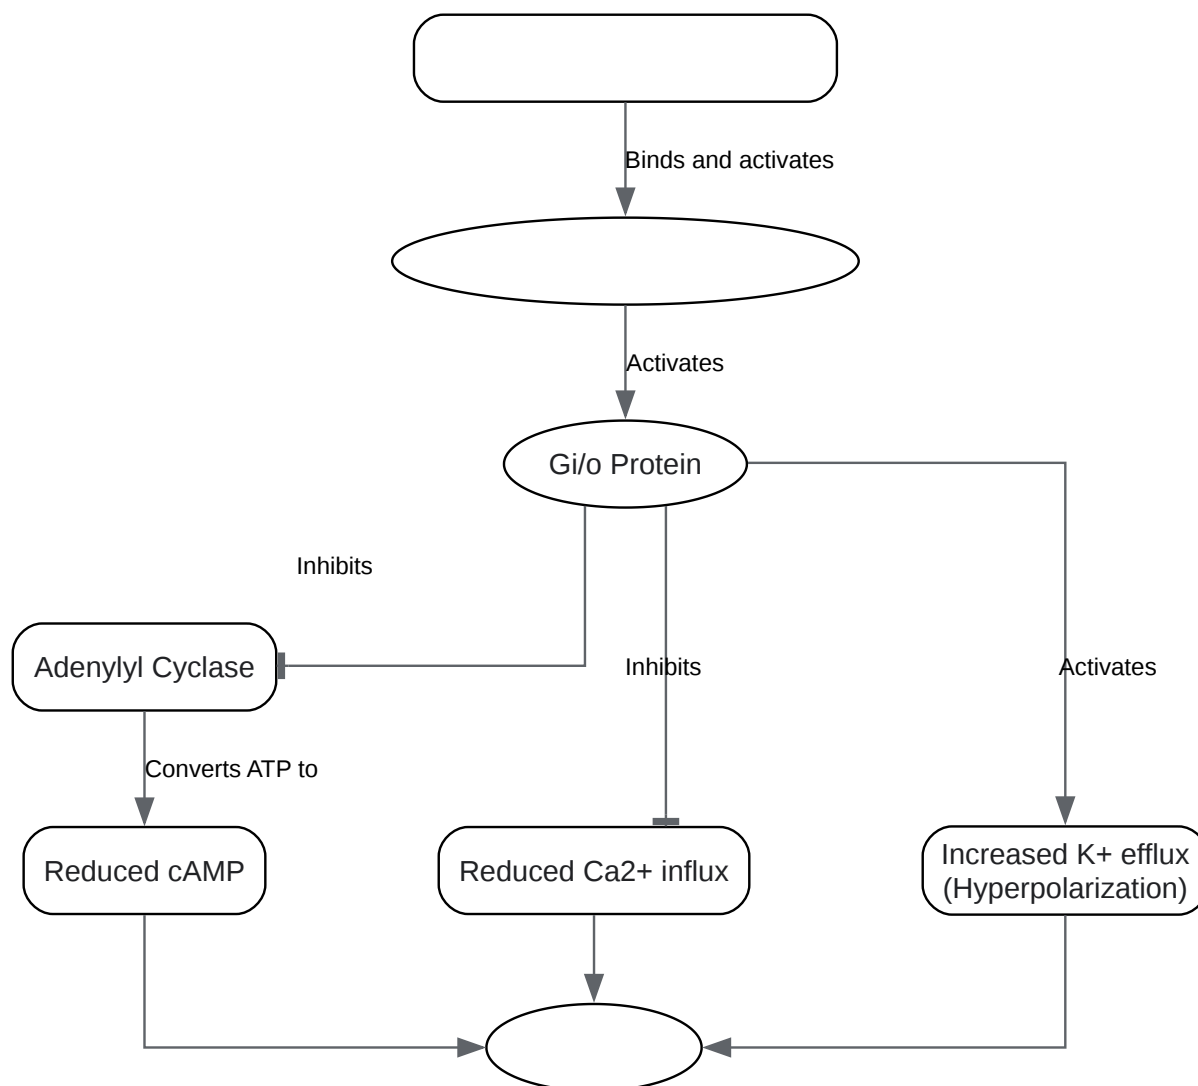 Binds and activates
Activates
Gi/o Protein
Inhibits
Adenylyl Cyclase
Inhibits
Activates
Converts ATP to
Reduced cAMP
Reduced Ca2+ influx
Increased K+ efflux
(Hyperpolarization)